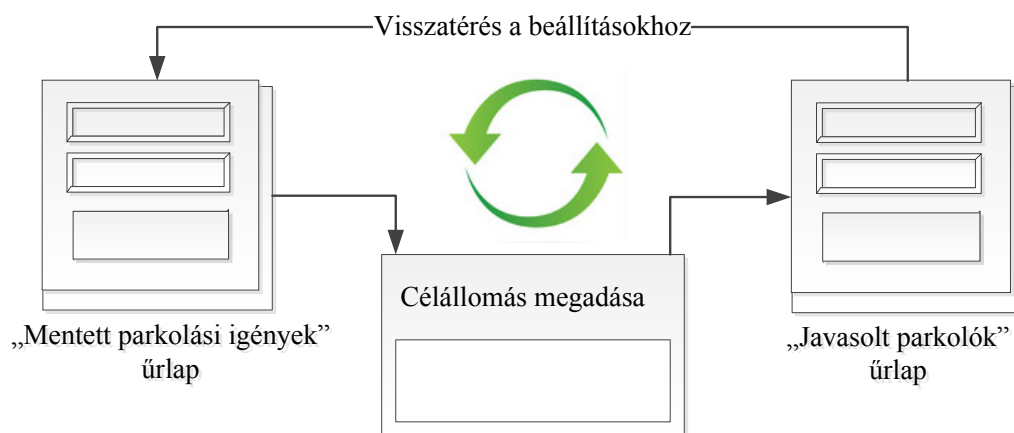 Visszatérés a beállításokhoz
Célállomás megadása
„Mentett parkolási igények”
űrlap
„Javasolt parkolók”
űrlap